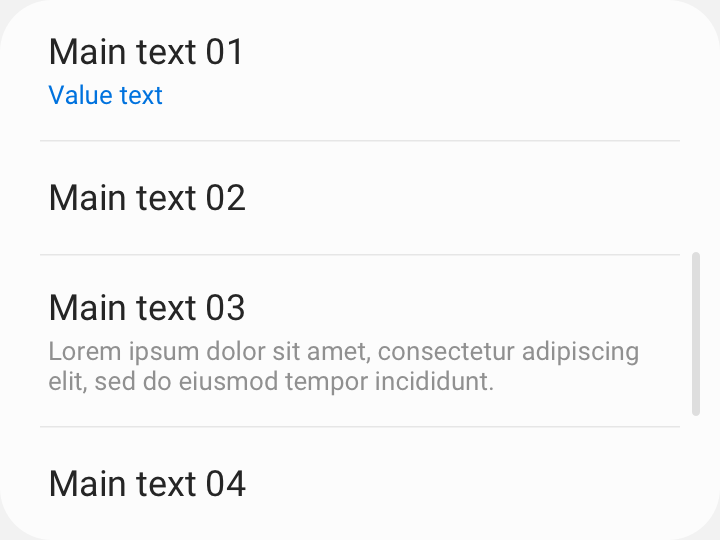 Main text 01
Value text
Main text 02
Main text 03
Lorem ipsum dolor sit amet, consectetur adipiscing
elit, sed do eiusmod tempor incididunt.
Main text 04